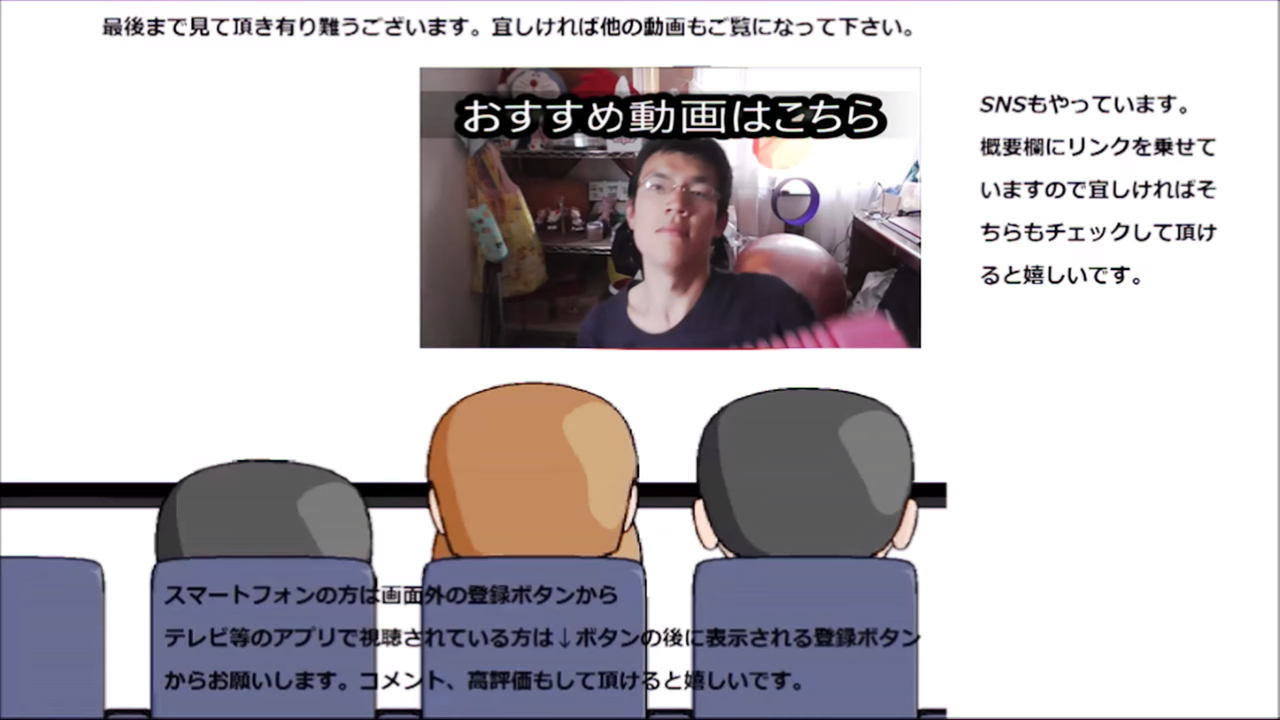 最後まで見て頂き有り難うございます。宜しければ他の動画もご覧になって下さい。
おすすめ動画はこちら
SNSもやっています。
概要欄にリンクを乗せて
いますので宜しければそ
ちらもチェックして頂け
ると嬉しいです。
スマートフォンの方は画面外の登録ボタンから
テレビ等のアプリで視聴されている方は↓ボタンの後に表示される登録ボタン
からお願いします。コメント、高評価もして頂けると嬉しいです。